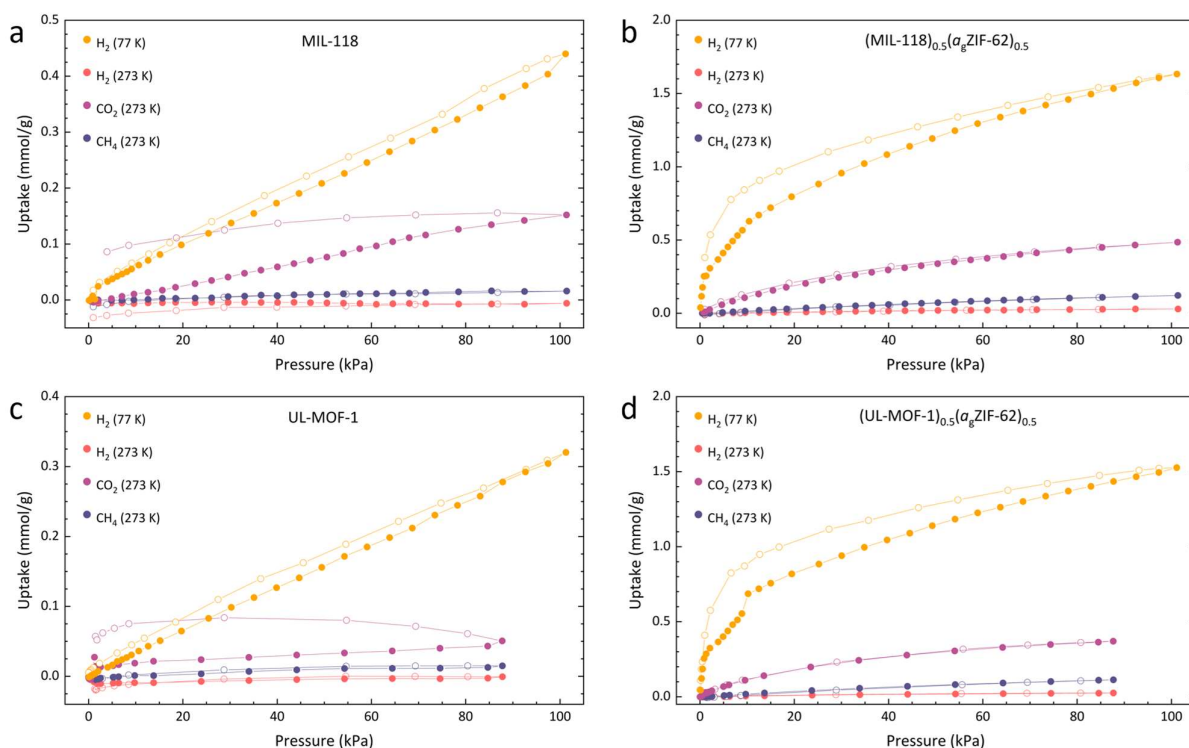 a
MIL-118
H₂ (77 K)
H₂ (273 K)
CO₂ (273 K)
CH₄ (273 K)
Uptake (mmol/g)
0.5
0.4
0.3
0.2
0.1
0.0
0 20 40 60 80 100
Pressure (kPa)
b
(MIL-118)₀.₅(agZIF-62)₀.₅
H₂ (77 K)
H₂ (273 K)
CO₂ (273 K)
CH₄ (273 K)
Uptake (mmol/g)
2.0
1.5
1.0
0.5
0.0
0 20 40 60 80 100
Pressure (kPa)
c
UL-MOF-1
H₂ (77 K)
H₂ (273 K)
CO₂ (273 K)
CH₄ (273 K)
Uptake (mmol/g)
0.4
0.3
0.2
0.1
0.0
0 20 40 60 80 100
Pressure (kPa)
d
(UL-MOF-1)₀.₅(agZIF-62)₀.₅
H₂ (77 K)
H₂ (273 K)
CO₂ (273 K)
CH₄ (273 K)
Uptake (mmol/g)
2.0
1.5
1.0
0.5
0.0
0 20 40 60 80 100
Pressure (kPa)